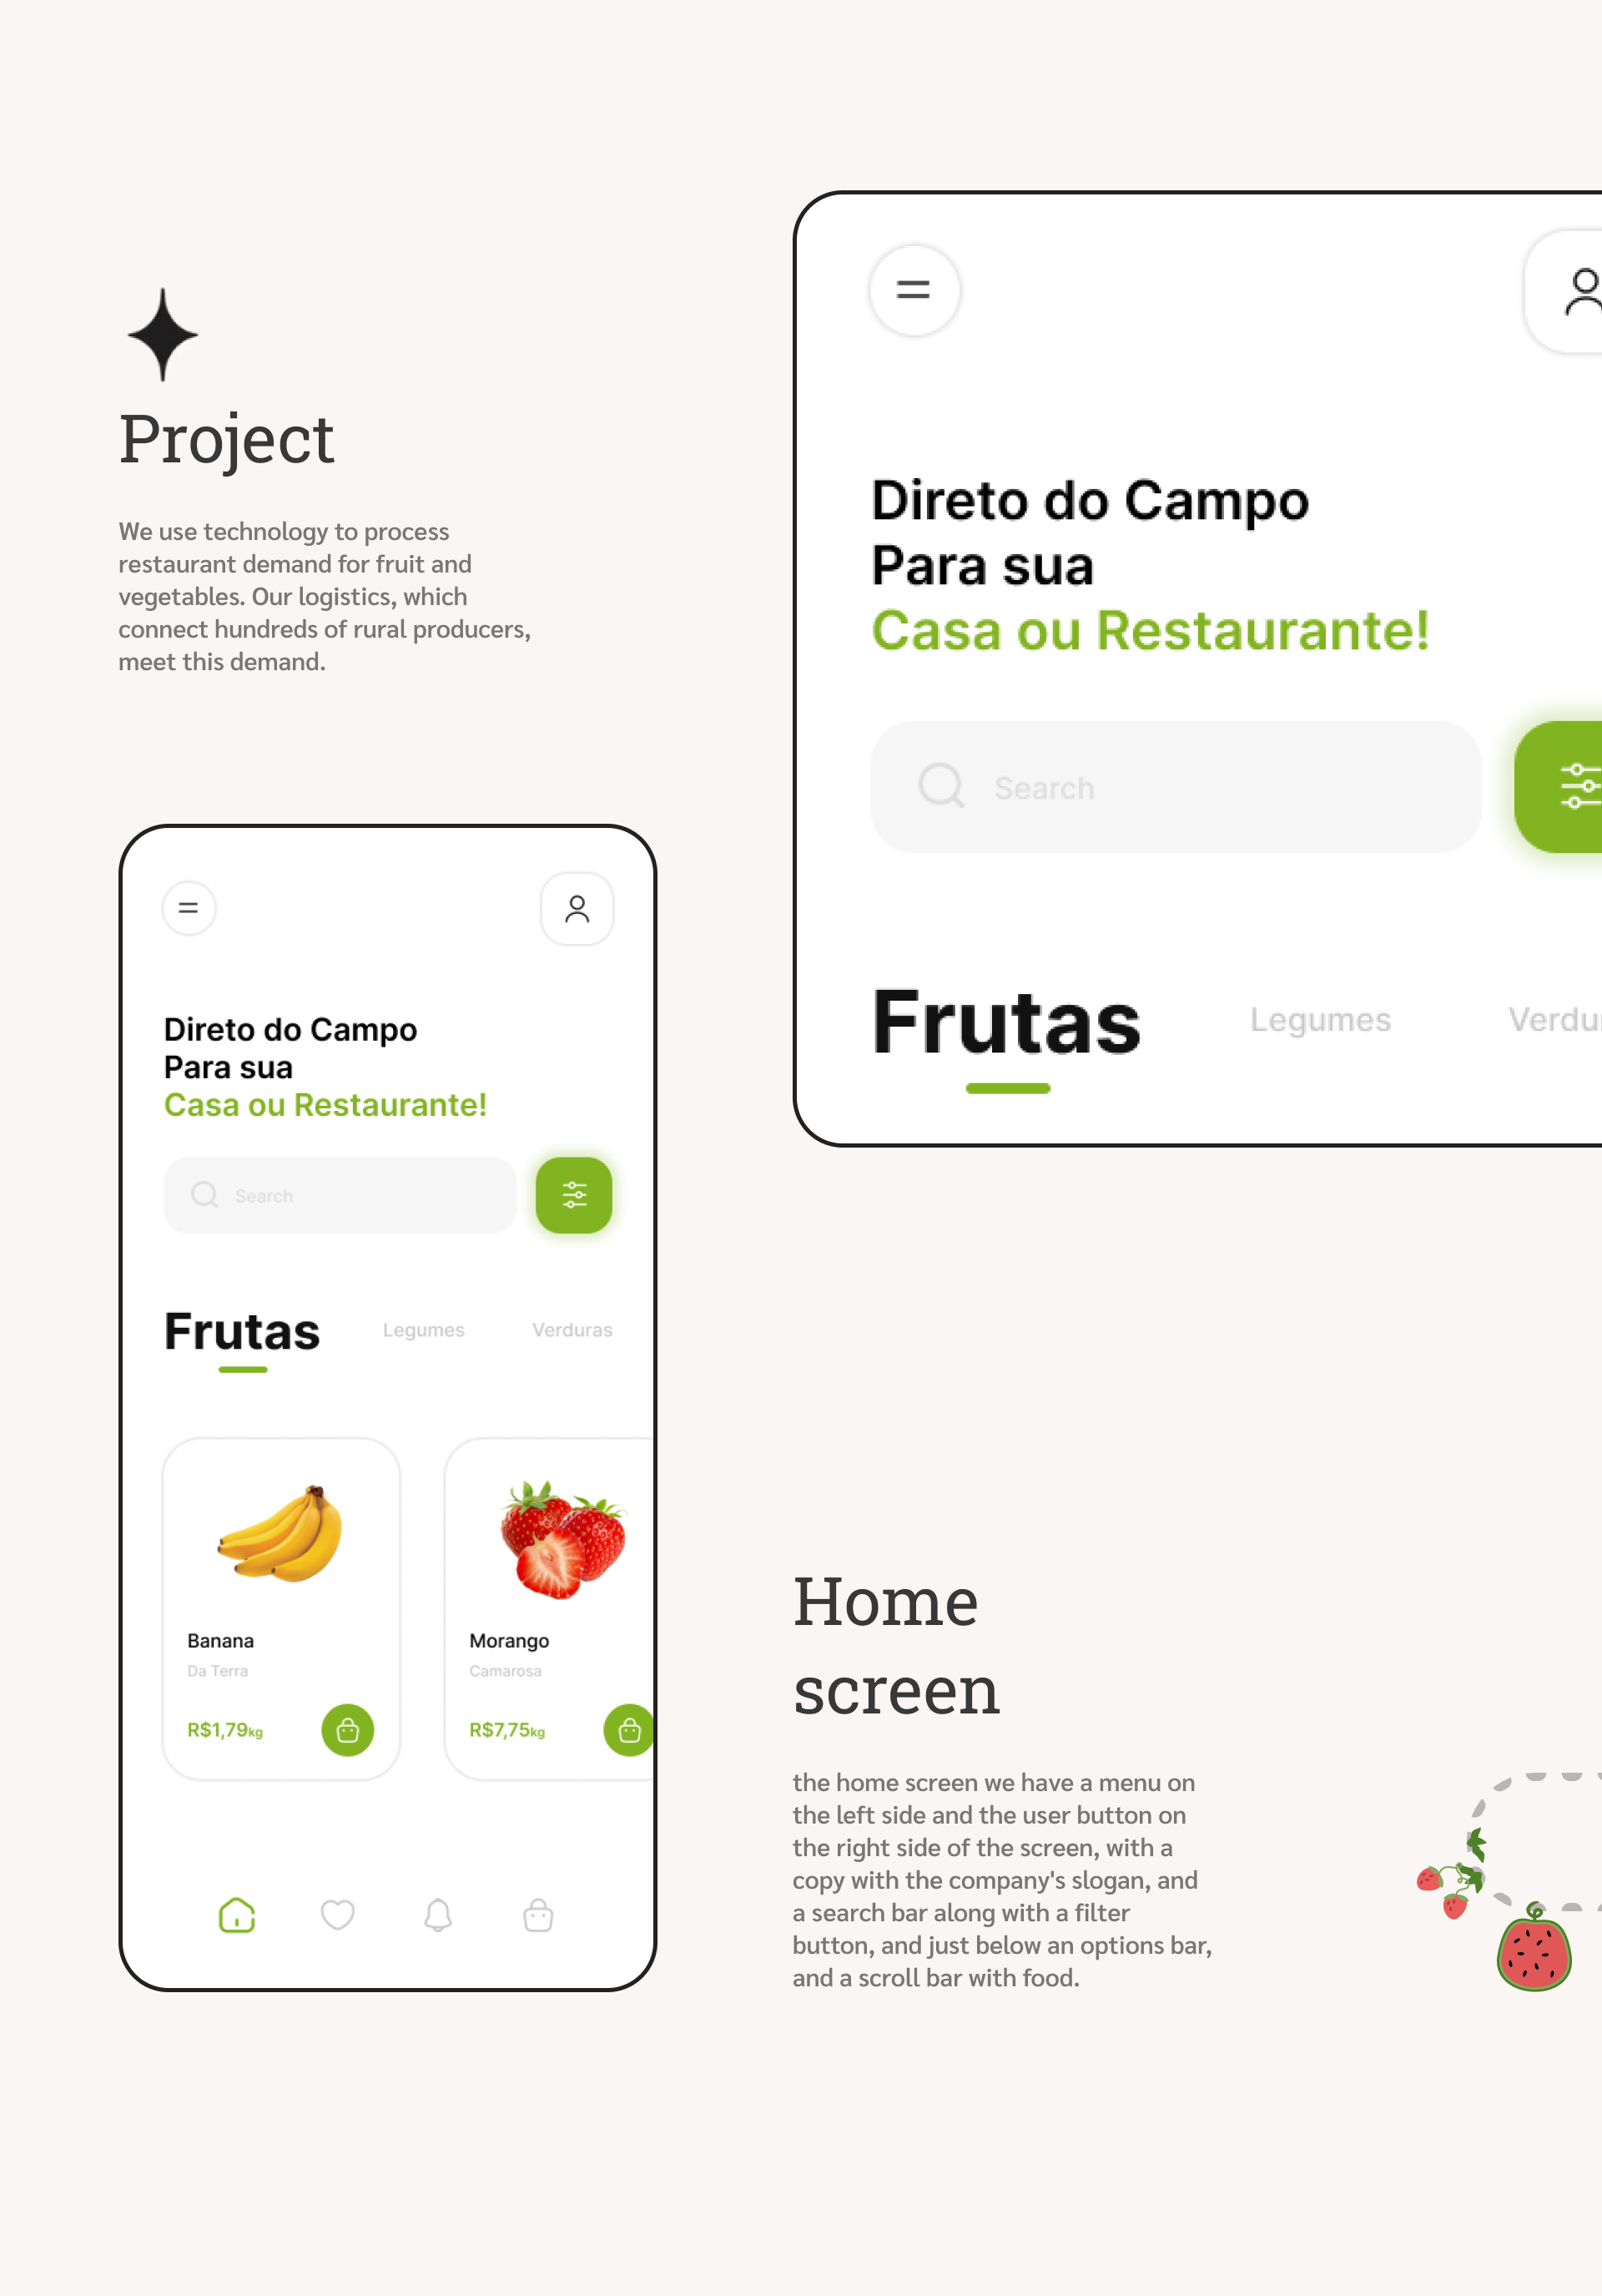 Project
We use technology to process
restaurant demand for fruit and
vegetables. Our logistics, which
connect hundreds of rural producers,
meet this demand.
Direto do Campo
Para sua
Casa ou Restaurante!
Search
Frutas Legumes Verdu
Direto do Campo
Para sua
Casa ou Restaurante!
Search
Frutas Legumes Verduras
Banana
Da Terra
R$1,79kg
Morango
Camarosa
R$7,75kg
Home
screen
the home screen we have a menu on
the left side and the user button on
the right side of the screen, with a
copy with the company's slogan, and
a search bar along with a filter
button, and just below an options bar,
and a scroll bar with food.